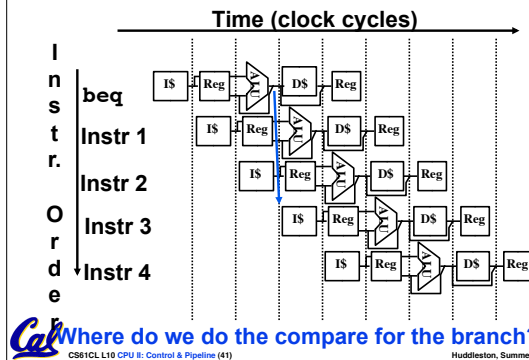 Time (clock cycles)
I
n
s
t
r.
O
r
d
e
r
beq
I$ Reg ALU D$ Reg
Instr 1
I$ Reg ALU D$ Reg
Instr 2
I$ Reg ALU D$ Reg
Instr 3
I$ Reg ALU D$ Reg
Instr 4
I$ Reg ALU D$ Reg
Cal
Where do we do the compare for the branch?
CS61CL L10 CPU II: Control & Pipeline (41)
Huddleston, Summ